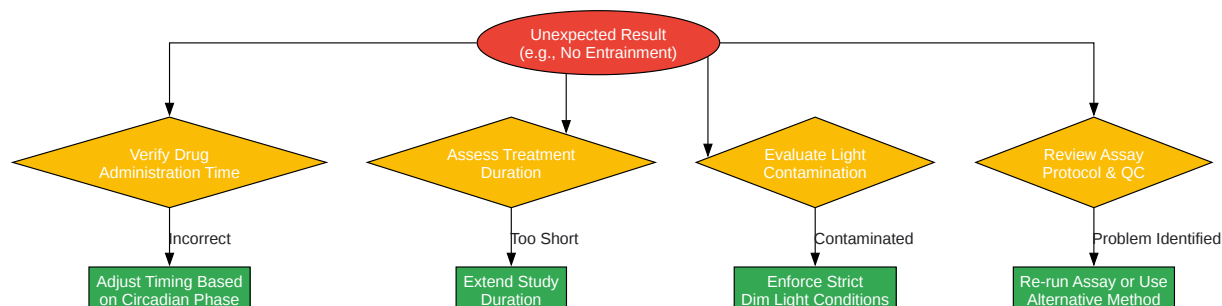 Unexpected Result
(e.g., No Entrainment)
Verify Drug
Administration Time
Assess Treatment
Duration
Evaluate Light
Contamination
Review Assay
Protocol & QC
Incorrect
Too Short
Contaminated
Problem Identified
Adjust Timing Based
on Circadian Phase
Extend Study
Duration
Enforce Strict
Dim Light Conditions
Re-run Assay or Use
Alternative Method